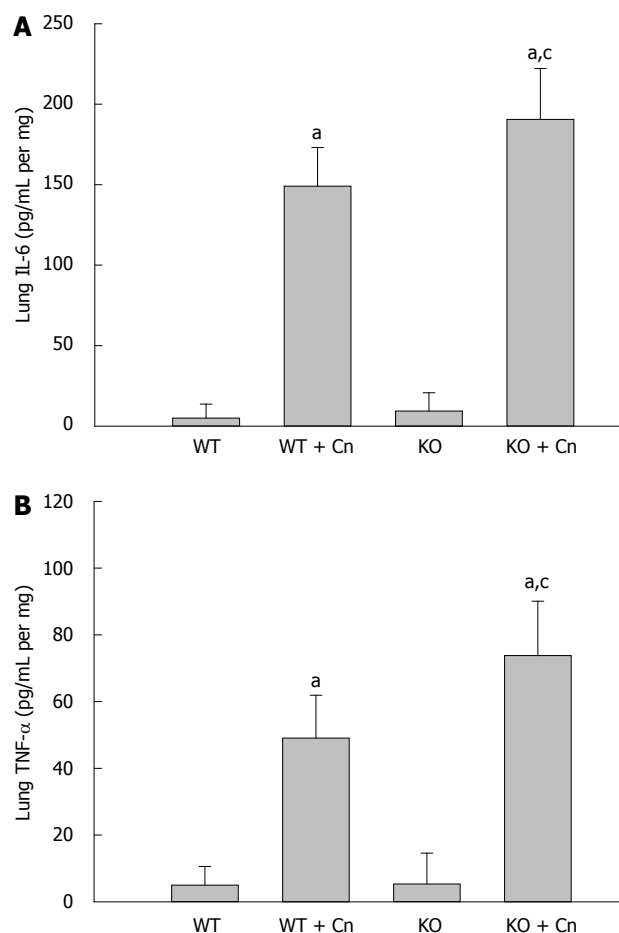 A
250
200
150
100
50
0
Lung IL-6 (pg/mL per mg)
a
a,c
WT WT + Cn KO KO + Cn
B
120
100
80
60
40
20
0
Lung TNF-α (pg/mL per mg)
a
a,c
WT WT + Cn KO KO + Cn